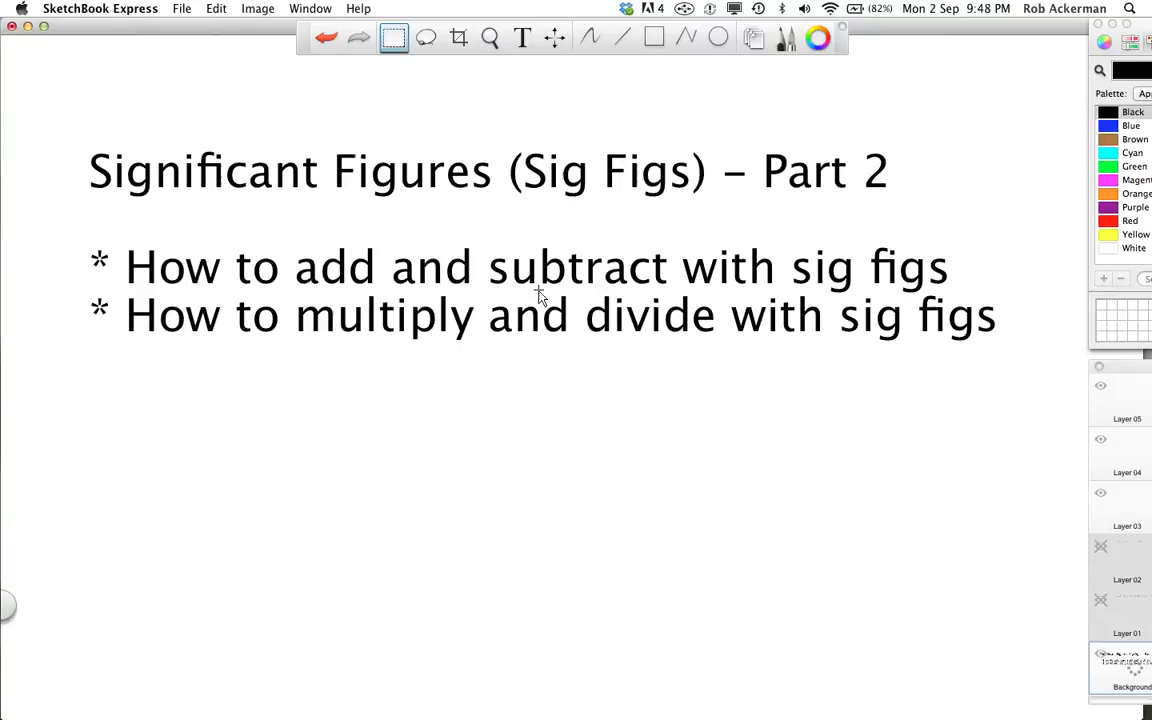 SketchBook Express File Edit Image Window Help 4 (82%) Mon 2 Sep 9:48 PM Rob Ackerman
Palette:
Black
Blue
Brown
Cyan
Green
Magen
Orange
Purple
Red
Yellow
White
Significant Figures (Sig Figs) – Part 2
* How to add and subtract with sig figs
* How to multiply and divide with sig figs
Layer 05
Layer 04
Layer 03
Layer 02
Layer 01
Background